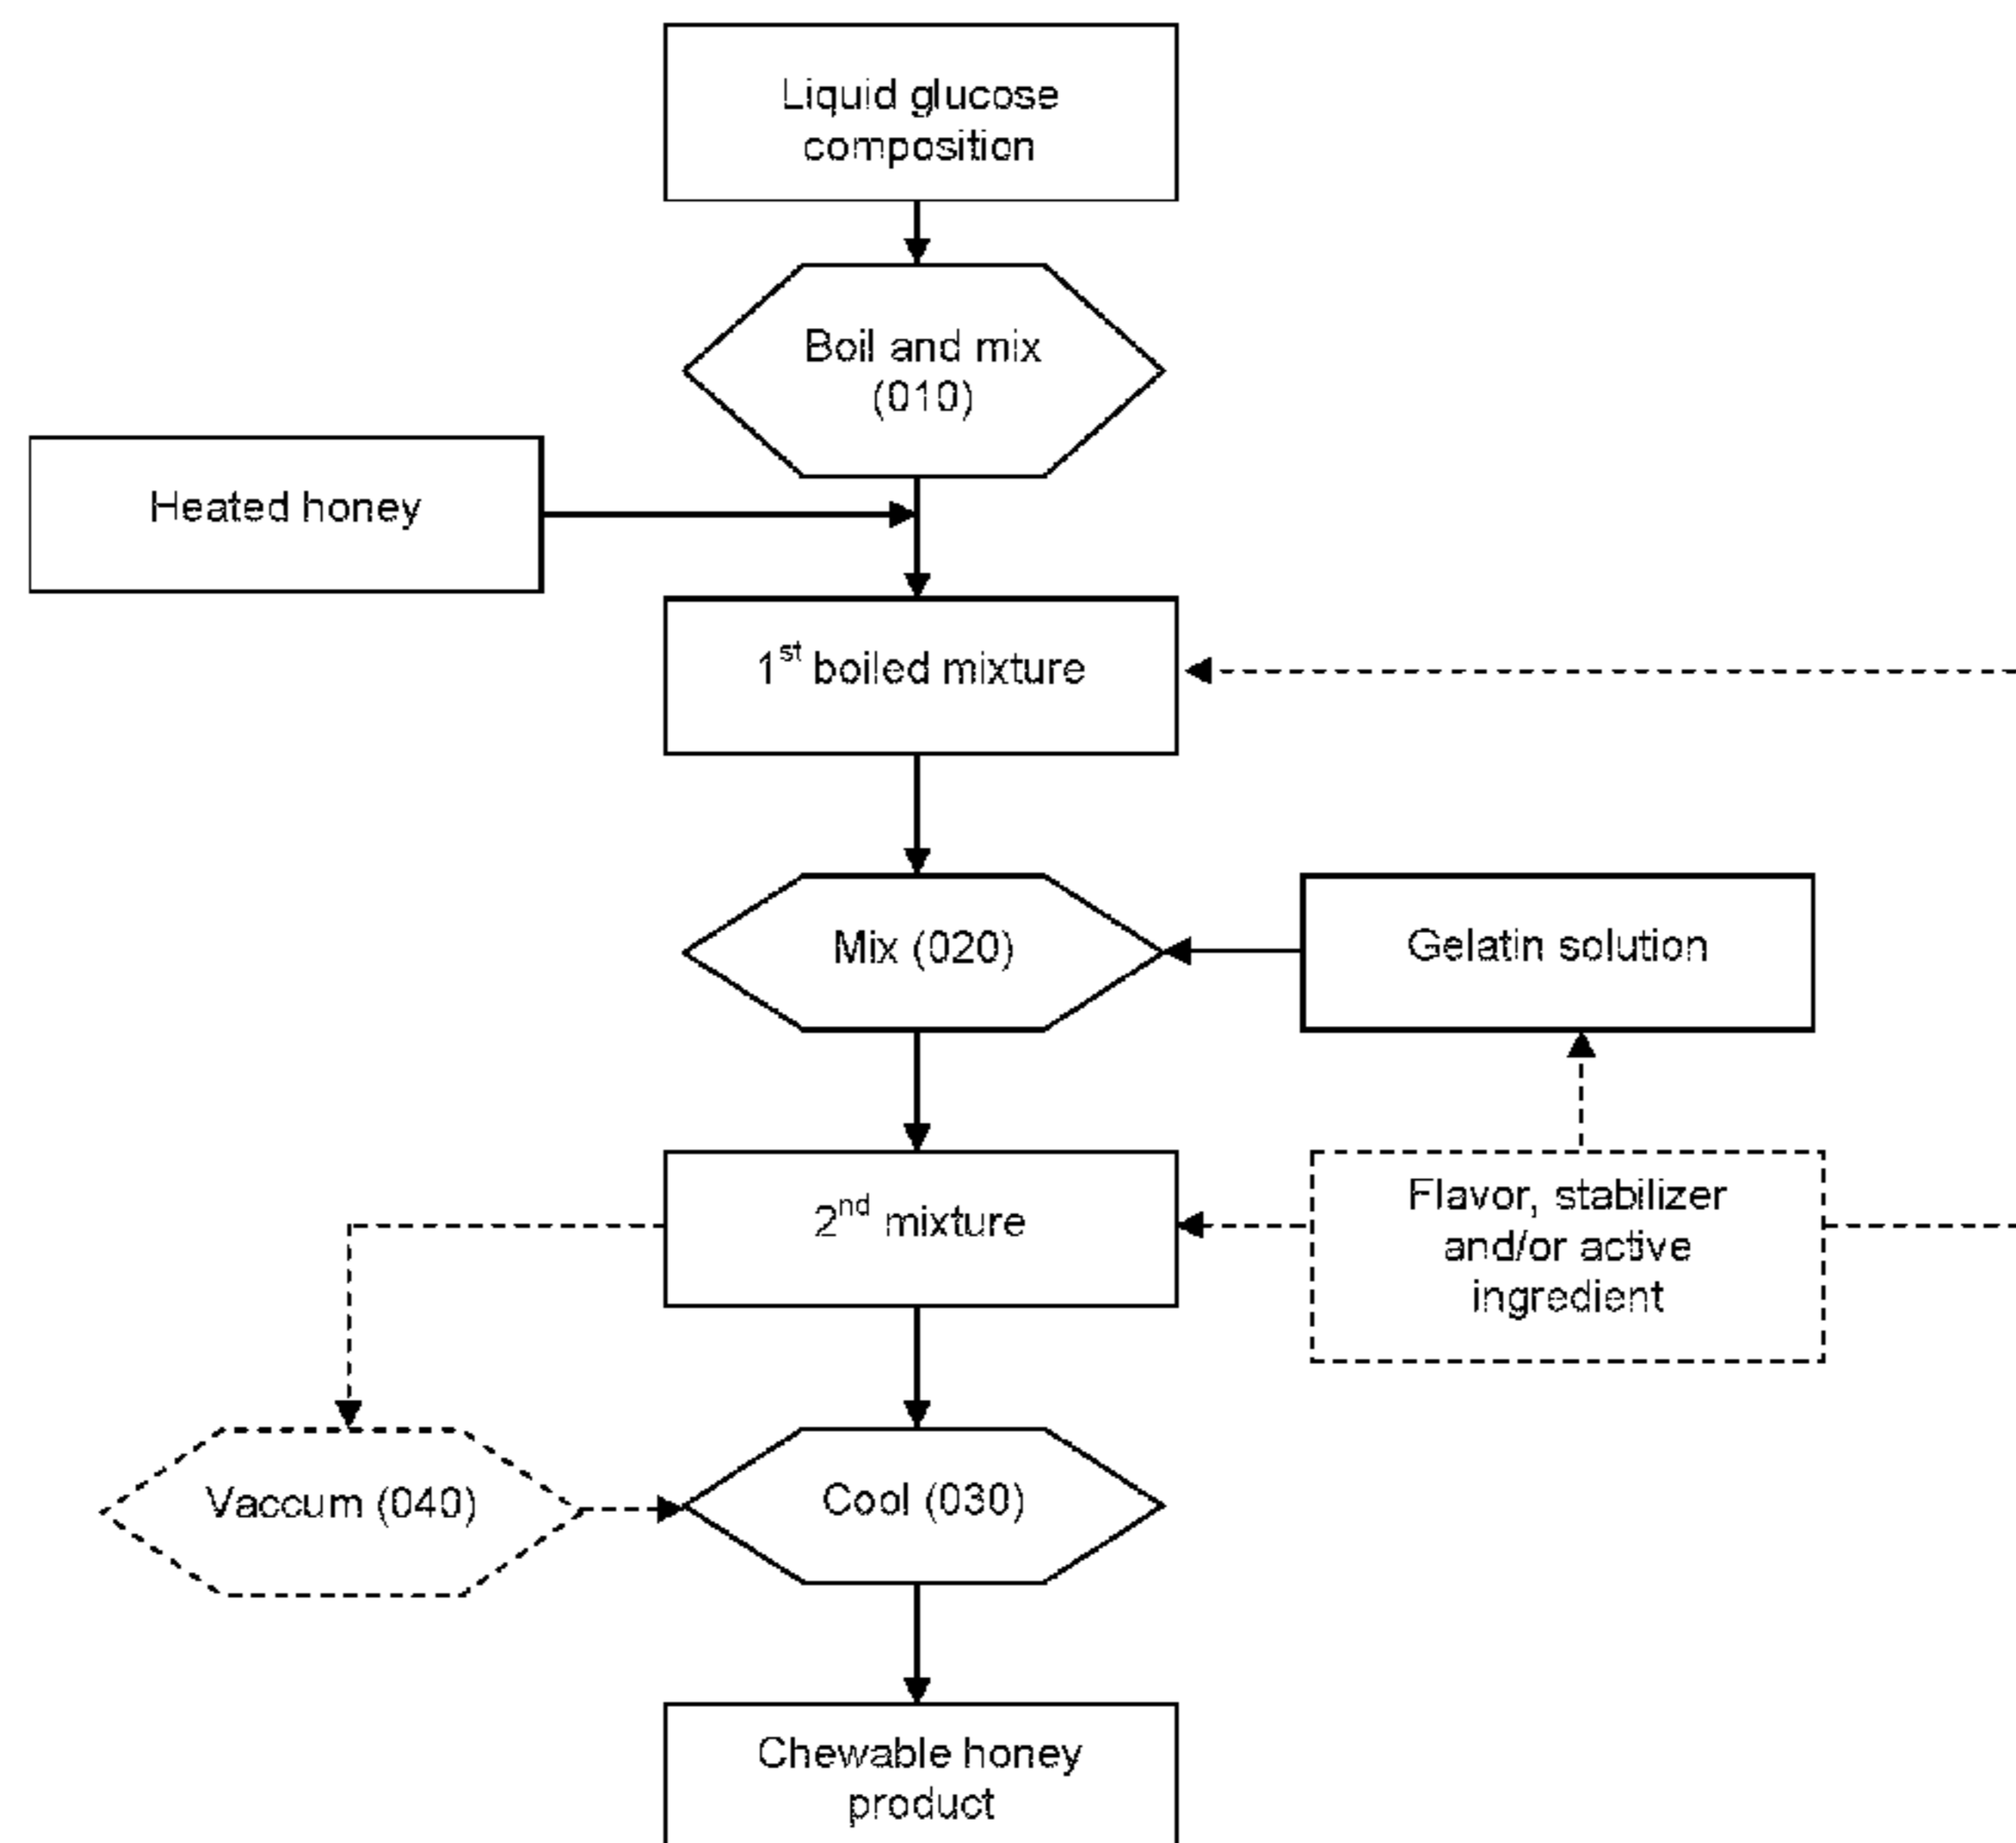 Liquid glucose
composition
Boil and mix
(010)
Heated honey
1st boiled mixture
Mix (020)
Gelatin solution
2nd mixture
Flavor, stabilizer
and/or active
ingredient
Vaccum (040)
Cool (030)
Chewable honey
product